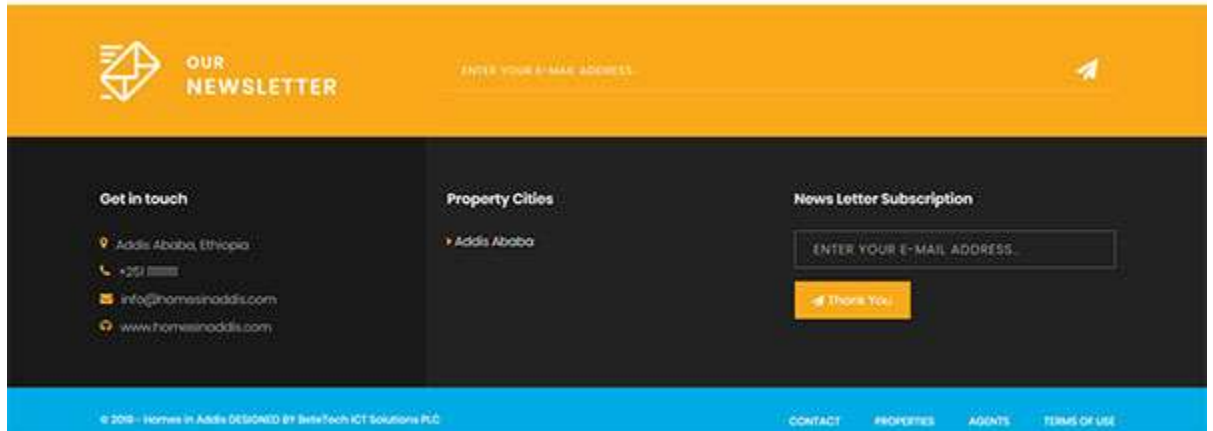 OUR
NEWSLETTER
ENTER YOUR E-MAIL ADDRESS..
Get in touch
Addis Ababa, Ethiopia
+251
info@homesinaddis.com
www.homesinaddis.com
Property Cities
Addis Ababa
News Letter Subscription
ENTER YOUR E-MAIL ADDRESS..
Thank You
© 2019 - Homes in Addis DESIGNED BY BeteTech ICT Solutions PLC
CONTACT PROPERTIES AGENTS TERMS OF USE